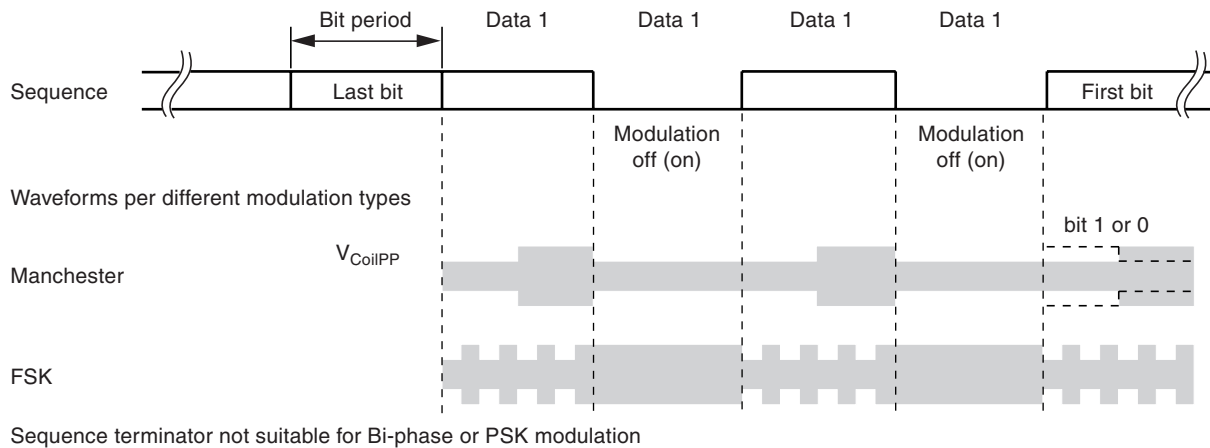 Bit period Data 1 Data 1 Data 1 Data 1
Sequence Last bit First bit
Modulation off (on) Modulation off (on)
Waveforms per different modulation types
bit 1 or 0
VCoilPP
Manchester
FSK
Sequence terminator not suitable for Bi-phase or PSK modulation